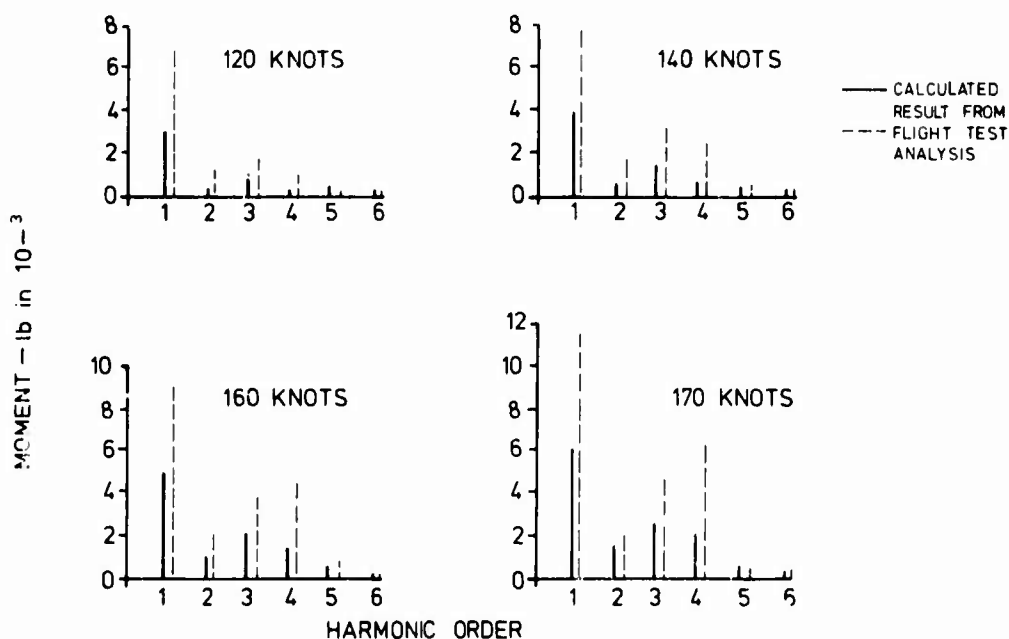 8
6
4
2
0
120 KNOTS
1 2 3 4 5 6
8
6
4
2
0
140 KNOTS
1 2 3 4 5 6
CALCULATED
RESULT FROM
FLIGHT TEST
ANALYSIS
MOMENT – lb in 10–³
10
8
6
4
2
0
160 KNOTS
1 2 3 4 5 6
12
10
8
6
4
2
0
170 KNOTS
1 2 3 4 5 6
HARMONIC ORDER